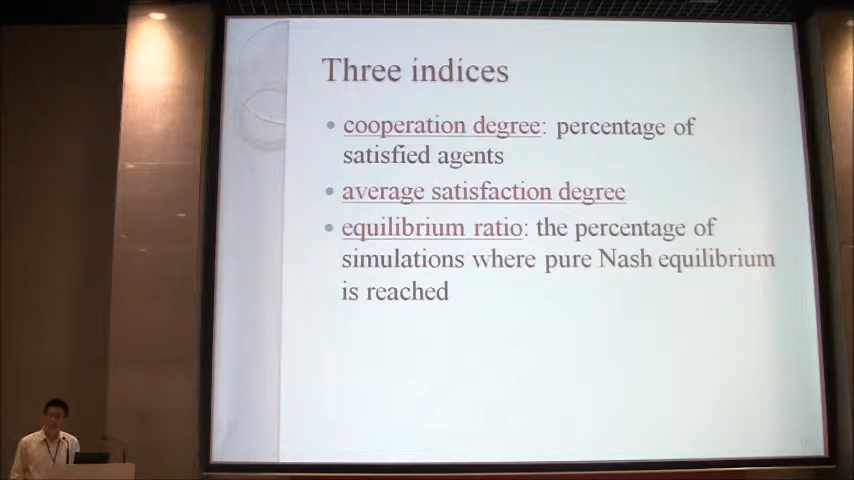 Three indices
• cooperation degree: percentage of
satisfied agents
• average satisfaction degree
• equilibrium ratio: the percentage of
simulations where pure Nash equilibrium
is reached